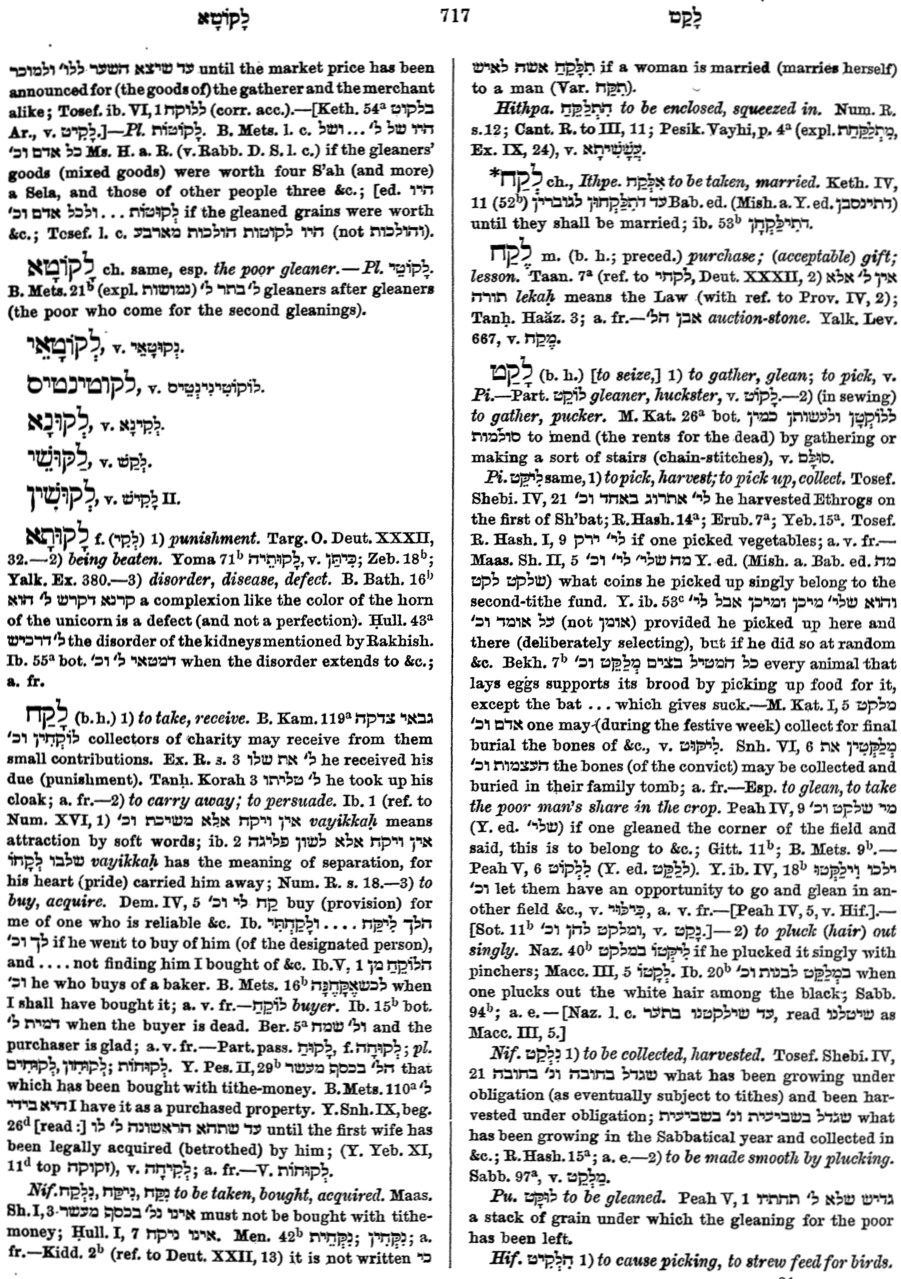 לָקוֹטָא 717 לָקַט
עד שיצא השער ללו׳ ולמוכר until the market price has been
announced for (the goods of) the gatherer and the merchant
alike; Tosef. ib. VI, 1 ללוקח (corr. acc.).—[Keth. 54ª בלקוט
Ar., v. לָקִיט.]—Pl. לָקוֹטוֹת. B. Mets. l. c. היו של ל׳ ... ושל
כל אדם וכ׳ Ms. H. a. R. (v. Rabb. D. S. l. c.) if the gleaners'
goods (mixed goods) were worth four S'ah (and more)
a Sela, and those of other people three &c.; [ed. היו
לקוטות ... ולכל אדם וכ׳ if the gleaned grains were worth
&c.; Tosef. l. c. היו לקוטות הולכות מארבע (not והולכות).
לָקוֹטָא ch. same, esp. the poor gleaner.—Pl. לָקוֹטֵי.
B. Mets. 21ᵇ (expl. נמושות) ל׳ בתר ל׳ gleaners after gleaners
(the poor who come for the second gleanings).
לְקוֹטָאֵי, v. נְקוּטָאֵי.
לקוטינטיס, v. לוֹקוֹטִינִינְטֵיס.
לְקוּנָא, v. לְקִינָא.
לַקּוּשֵׁי, v. לֶקֶשׁ.
לְקוּשִׁין, v. לָקִישׁ II.
לָקוּתָא f. (לְקֵי) 1) punishment. Targ. O. Deut. XXXII,
32.—2) being beaten. Yoma 71ᵇ לָקוּתֵיהּ, v. כֵּיתָן; Zeb. 18ᵇ;
Yalk. Ex. 380.—3) disorder, disease, defect. B. Bath. 16ᵇ
קרנא דקרש ל׳ הוא a complexion like the color of the horn
of the unicorn is a defect (and not a perfection). Ḥull. 43ª
ל׳ דרכיש the disorder of the kidneys mentioned by Rakhish.
Ib. 55ª bot. דמטאי ל׳ וכ׳ when the disorder extends to &c.;
a. fr.
לָקַח (b. h.) 1) to take, receive. B. Kam. 119ª גבאי צדקה
לוֹקְחִין וכ׳ collectors of charity may receive from them
small contributions. Ex. R. s. 3 ל׳ את שלו he received his
due (punishment). Tanḥ. Korah 3 ל׳ טליתו he took up his
cloak; a. fr.—2) to carry away; to persuade. Ib. 1 (ref. to
Num. XVI, 1) אין ויקח אלא משיכת וכ׳ vayikkaḥ means
attraction by soft words; ib. 2 אין ויקח אלא לשון פליגה
שלבו לְקָחוֹ vayikkaḥ has the meaning of separation, for
his heart (pride) carried him away; Num. R. s. 18.—3) to
buy, acquire. Dem. IV, 5 קַח לי וכ׳ buy (provision) for
me of one who is reliable &c. Ib. הלך לִיקַּח .... ולָקַחְתִּי
לך וכ׳ if he went to buy of him (of the designated person),
and .... not finding him I bought of &c. Ib. V, 1 הלוֹקֵחַ מן
וכ׳ he who buys of a baker. B. Mets. 16ᵇ לכשאֶקָּחֶנָּה when
I shall have bought it; a. v. fr.—לוֹקֵחַ buyer. Ib. 15ᵇ bot.
דמית ל׳ when the buyer is dead. Ber. 5ª ול׳ שמח and the
purchaser is glad; a. v. fr.—Part. pass. לָקוּחַ, f. לְקוּחָה; pl.
לְקוּחִים, לְקוּחִין; לְקוּחוֹת. Y. Pes. II, 29ᵇ הל׳ בכסף מעשר that
which has been bought with tithe-money. B. Mets. 110ª ל׳
היא בידי I have it as a purchased property. Y. Snh. IX, beg.
26ᵈ [read:] עד שתהא הראשונה ל׳ לו until the first wife has
been legally acquired (betrothed) by him; (Y. Yeb. XI,
11ᵈ top זקוקה), v. לְקִיחָה; a. fr.—V. לְקוּחוֹת.
Nif. נִקַּח, נִיקַּח, נִלְקַח to be taken, bought, acquired. Maas.
Sh. I, 3 אינו נל׳ בכסף מעשר must not be bought with tithe-
money; Ḥull. I, 7 אינו ניקח. Men. 42ᵇ נִקָּחִין; נִקָּחִית; a.
fr.—Kidd. 2ᵇ (ref. to Deut. XXII, 13) it is not written כי
תִלָּקַח אשה לאיש if a woman is married (marries herself)
to a man (Var. תִּקַּח).
Hithpa. הִתְלַקֵּחַ to be enclosed, squeezed in. Num. R.
s. 12; Cant. R. to III, 11; Pesik. Vayhi, p. 4ª (expl. מִתְלַקַּחַת,
Ex. IX, 24), v. עֲשָׁשִׁיתָא.
*לְקַח ch., Ithpe. אִלְּקַח to be taken, married. Keth. IV,
11 (52ᵇ) עד דתלקחון לגוברין Bab. ed. (Mish. a. Y. ed. דתינסבן)
until they shall be married; ib. 53ᵇ דתִילַּקְחָן.
לֶקַח m. (b. h.; preced.) purchase; (acceptable) gift;
lesson. Taan. 7ª (ref. to לקחי, Deut. XXXII, 2) אין ל׳ אלא
תורה lekaḥ means the Law (with ref. to Prov. IV, 2);
Tanḥ. Haăz. 3; a. fr.—אבן הל׳ auction-stone. Yalk. Lev.
667, v. מֶקַח.
לָקַט (b. h.) [to seize,] 1) to gather, glean; to pick, v.
Pi.—Part. לוֹקֵט gleaner, huckster, v. לָקוֹט.—2) (in sewing)
to gather, pucker. M. Kat. 26ª bot. ללוֹקְטָן ולעשותן כמין
סולמות to mend (the rents for the dead) by gathering or
making a sort of stairs (chain-stitches), v. סוּלָּם.
Pi. לִיקֵּט same, 1) to pick, harvest; to pick up, collect. Tosef.
Shebi. IV, 21 לי׳ אתרוג באחד וכ׳ he harvested Ethrogs on
the first of Sh'bat; R. Hash. 14ª; Erub. 7ª; Yeb. 15ª. Tosef.
R. Hash. I, 9 לי׳ ירק if one picked vegetables; a. v. fr.—
Maas. Sh. II, 5 מה שלי׳ לי׳ וכ׳ Y. ed. (Mish. a. Bab. ed. מה
שלקט לקט) what coins he picked up singly belong to the
second-tithe fund. Y. ib. 53ᶜ והוא שלי׳ מיכן ומיכן אבל לי׳
על אומד וכ׳ (not אומן) provided he picked up here and
there (deliberately selecting), but if he did so at random
&c. Bekh. 7ᵇ כל המטיל בצים מְלַקֵּט וכ׳ every animal that
lays eggs supports its brood by picking up food for it,
except the bat ... which gives suck.—M. Kat. I, 5 מלקט
אדם וכ׳ one may (during the festive week) collect for final
burial the bones of &c., v. לִיקּוּט. Snh. VI, 6 מְלַקְּטִין את
העצמות וכ׳ the bones (of the convict) may be collected and
buried in their family tomb; a. fr.—Esp. to glean, to take
the poor man's share in the crop. Peah IV, 9 מי שלקט וכ׳
(Y. ed. שלי׳) if one gleaned the corner of the field and
said, this is to belong to &c.; Gitt. 11ᵇ; B. Mets. 9ᵇ.—
Peah V, 6 לִלְקוֹט (Y. ed. ללַקֵּט). Y. ib. IV, 18ᵇ ילכו וִילַקְּטוּ
וכ׳ let them have an opportunity to go and glean in an-
other field &c., v. כִּילּוּי, a. v. fr.—[Peah IV, 5, v. Hif.].—
[Sot. 11ᵇ ומלקט להן וכ׳, v. נָקַט.]—2) to pluck (hair) out
singly. Naz. 40ᵇ לִיקְּטוֹ במלקט if he plucked it singly with
pinchers; Macc. III, 5 לִקְּטוֹ. Ib. 20ᵇ במְלַקֵּט לבנות וכ׳ when
one plucks out the white hair among the black; Sabb.
94ᵇ; a. e.—[Naz. l. c. עד שילקטנו בתער, read שיטלנו as
Macc. III, 5.]
Nif. נִלְקַט 1) to be collected, harvested. Tosef. Shebi. IV,
21 שגדל בחובה ונ׳ בחובה what has been growing under
obligation (as eventually subject to tithes) and been har-
vested under obligation; שגדל בשביעית ונ׳ בשביעית what
has been growing in the Sabbatical year and collected in
&c.; R. Hash. 15ª; a. e.—2) to be made smooth by plucking.
Sabb. 97ª, v. מְלַקֵּט.
Pu. לוּקַּט to be gleaned. Peah V, 1 גדיש שלא ל׳ תחתיו
a stack of grain under which the gleaning for the poor
has been left.
Hif. הִלְקִיט 1) to cause picking, to strew feed for birds.